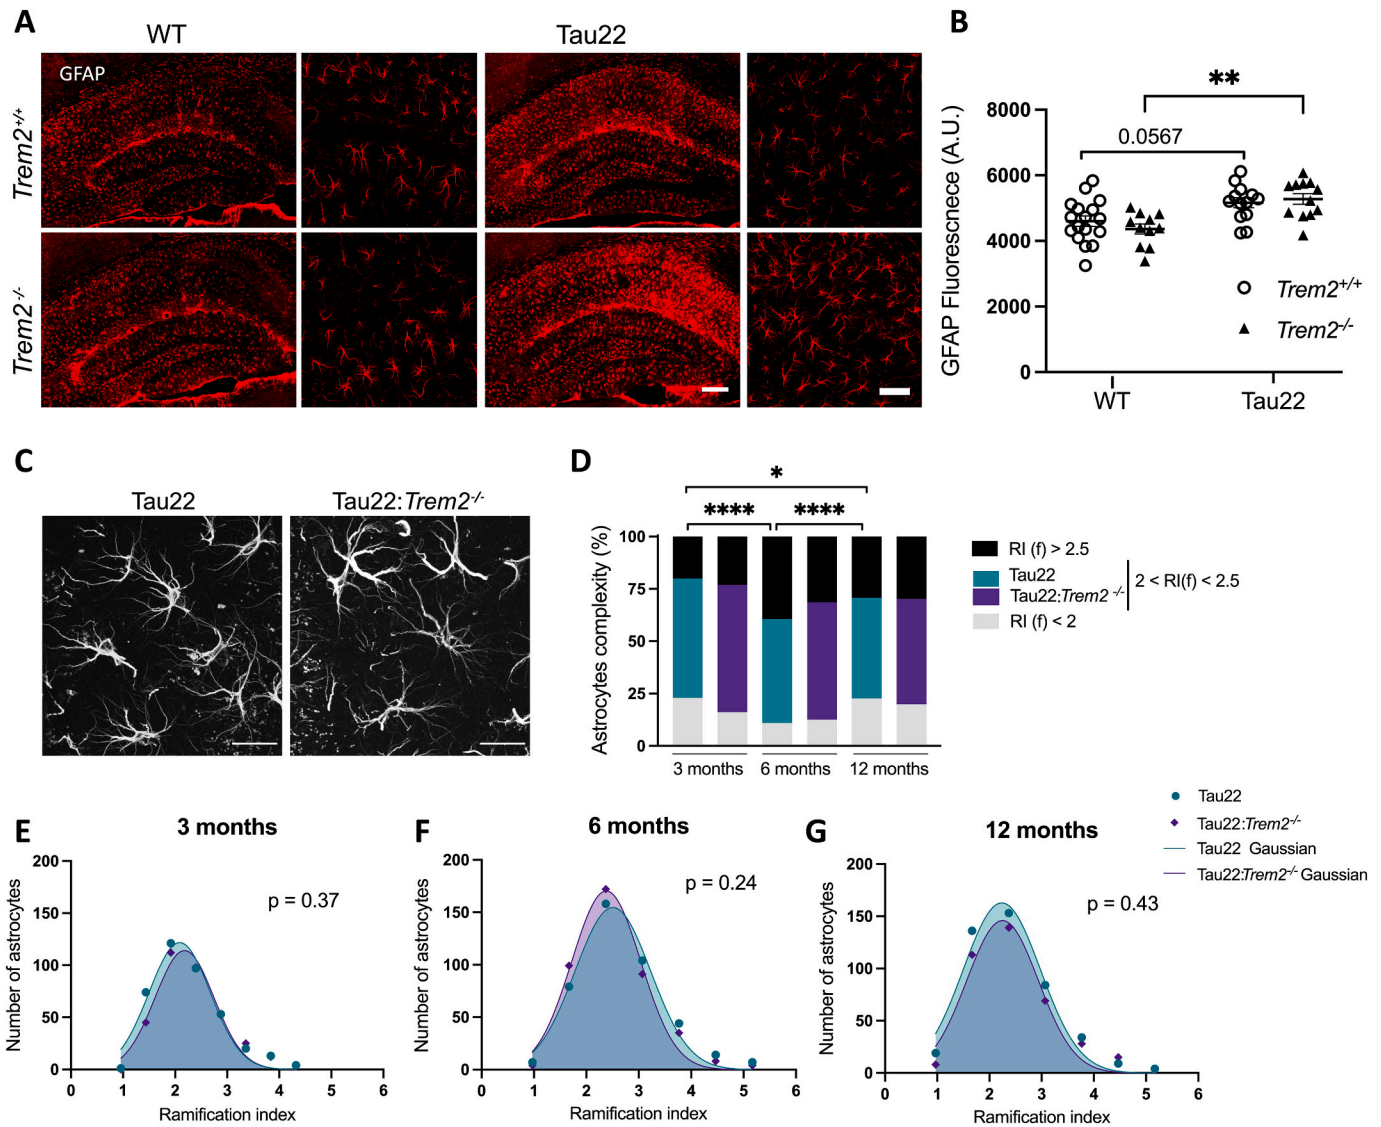 A
WT
Tau22
GFAP
Trem2+/+
Trem2-/-
B
**
0.0567
GFAP Fluorescnece (A.U.)
8000
6000
4000
2000
0
Trem2+/+
Trem2-/-
WT
Tau22
C
Tau22
Tau22:Trem2-/-
D
*
****
****
Astrocytes complexity (%)
100
75
50
25
0
3 months
6 months
12 months
RI (f) > 2.5
Tau22
Tau22:Trem2 -/-
2 < RI(f) < 2.5
RI (f) < 2
E
3 months
p = 0.37
Number of astrocytes
200
150
100
50
0
0 1 2 3 4 5 6
Ramification index
F
6 months
p = 0.24
Number of astrocytes
200
150
100
50
0
0 1 2 3 4 5 6
Ramification index
G
12 months
p = 0.43
Number of astrocytes
200
150
100
50
0
0 1 2 3 4 5 6
Ramification index
Tau22
Tau22:Trem2-/-
Tau22 Gaussian
Tau22:Trem2-/- Gaussian